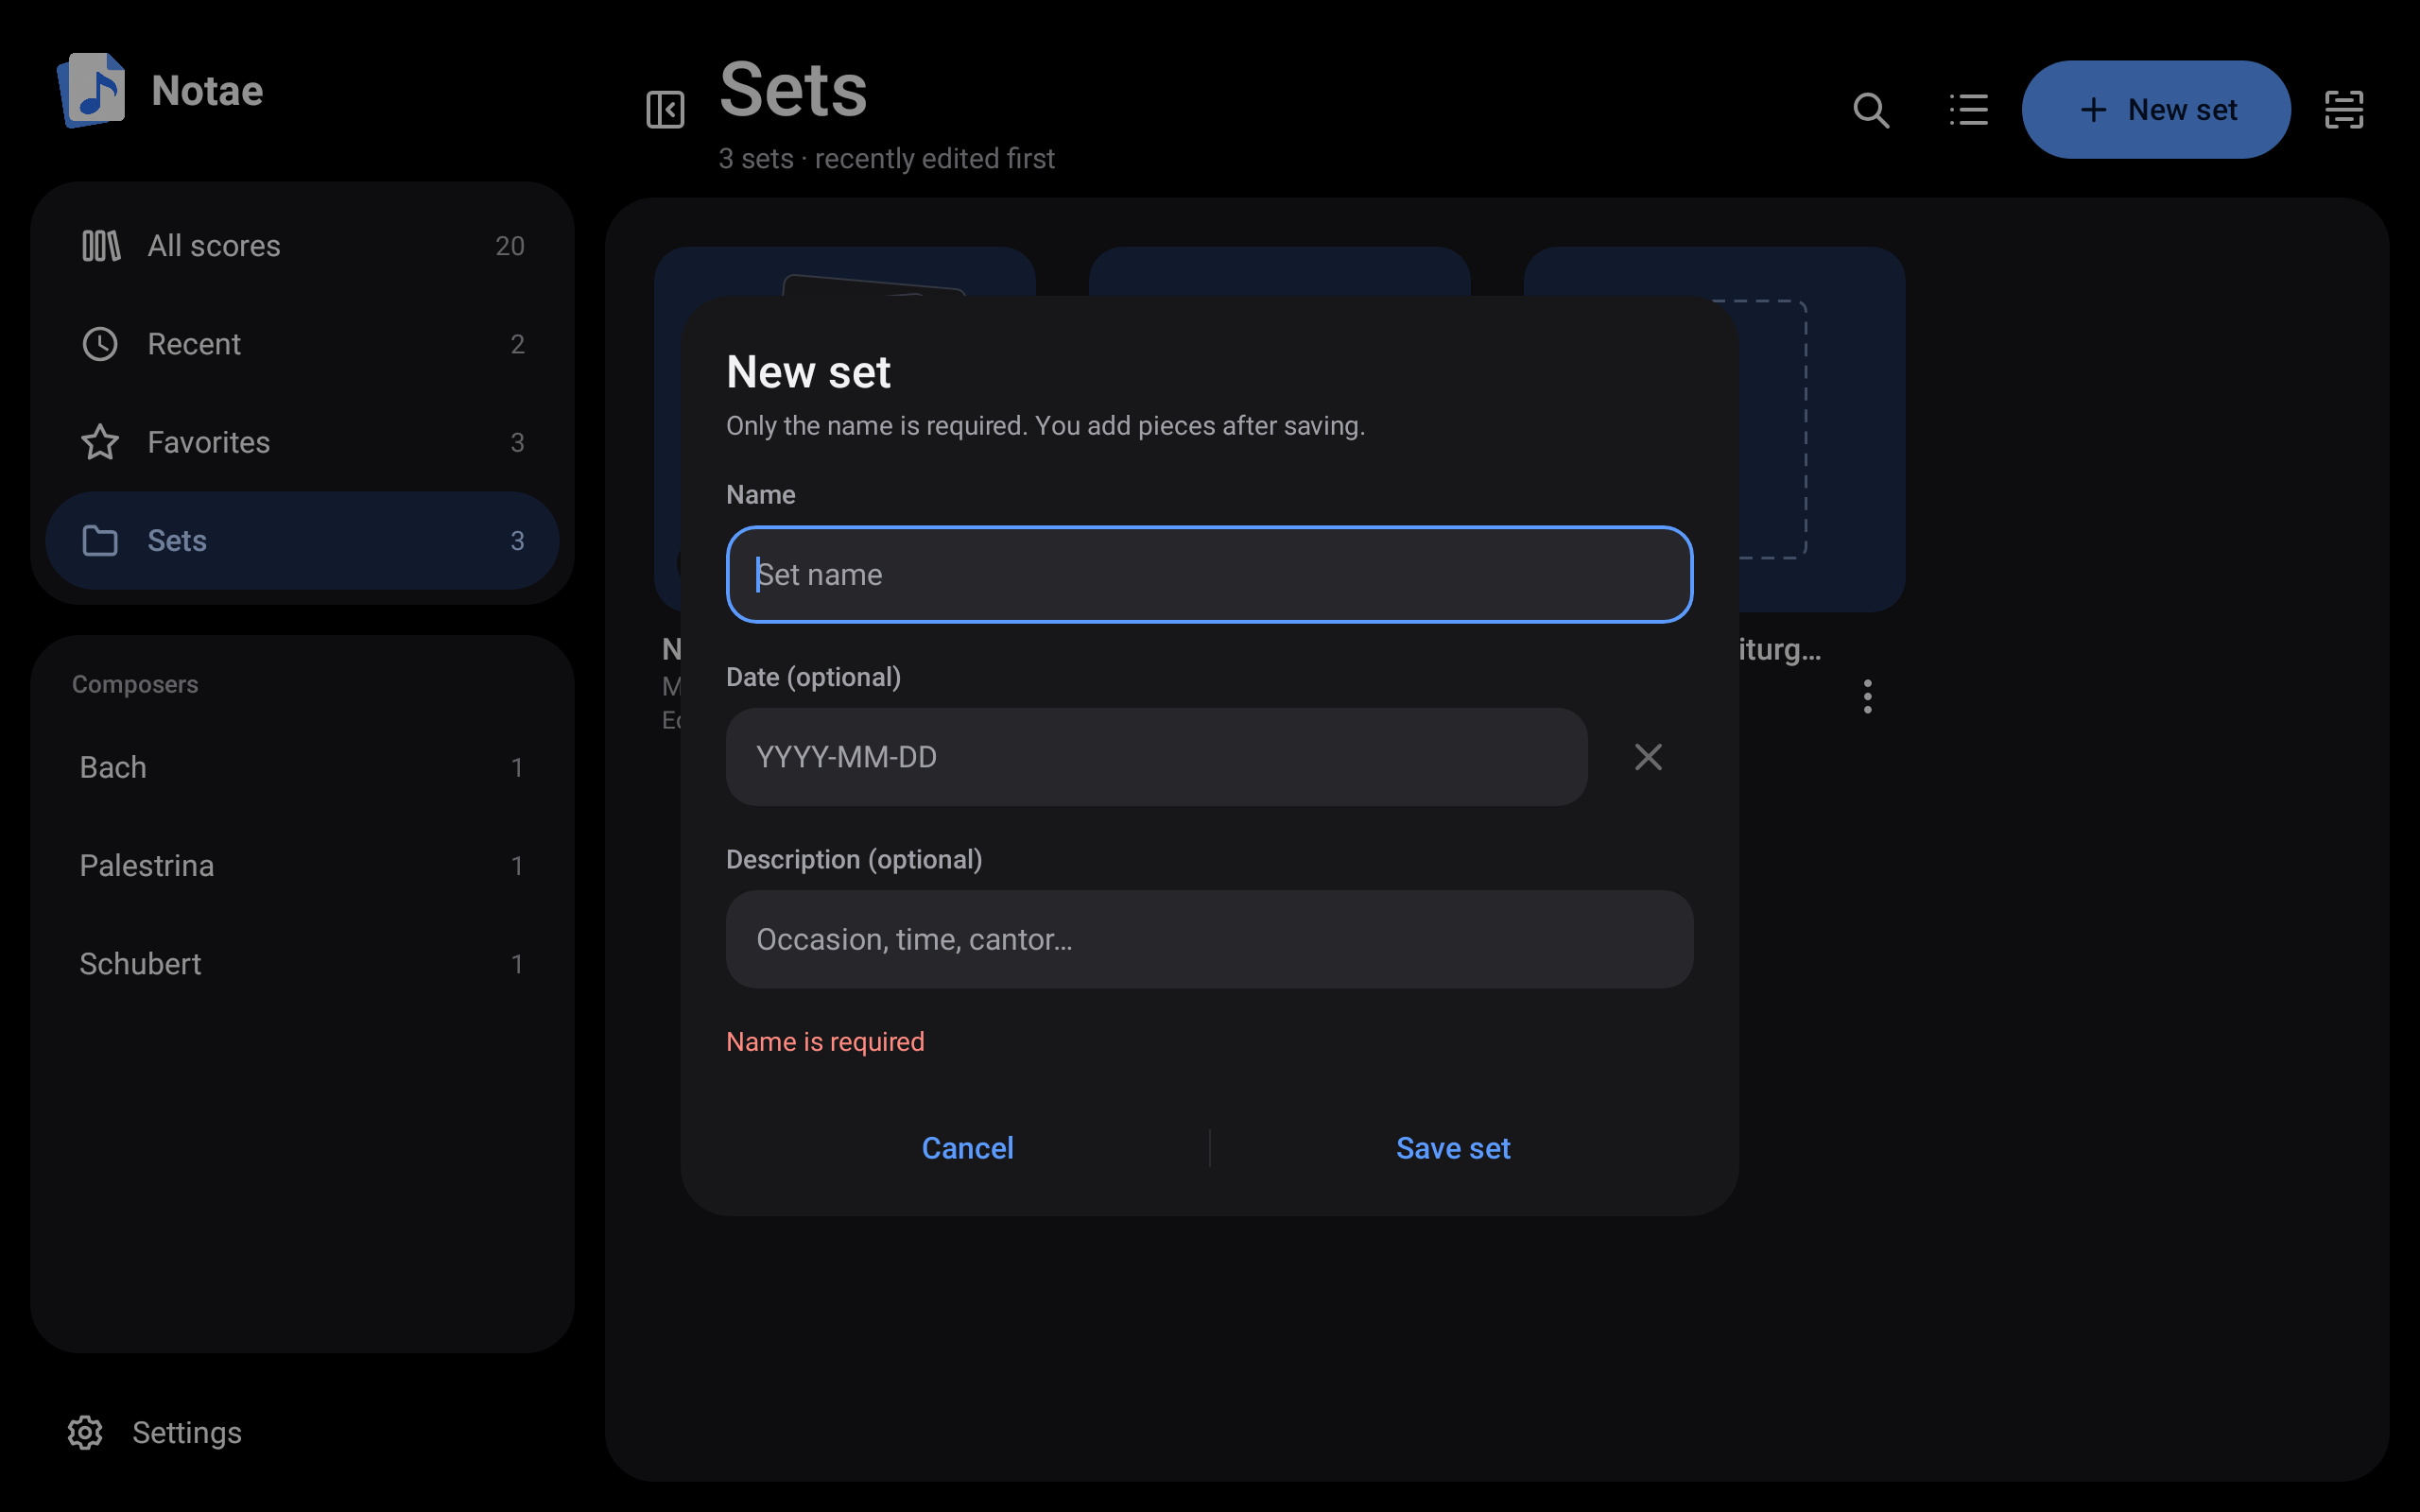 Notae
All scores 20
Recent 2
Favorites 3
Sets 3
Composers
Bach 1
Palestrina 1
Schubert 1
Settings
Sets
3 sets · recently edited first
New set
New set
Only the name is required. You add pieces after saving.
Name
Set name
Date (optional)
YYYY-MM-DD
Description (optional)
Occasion, time, cantor…
Name is required
Cancel
Save set
iturg…